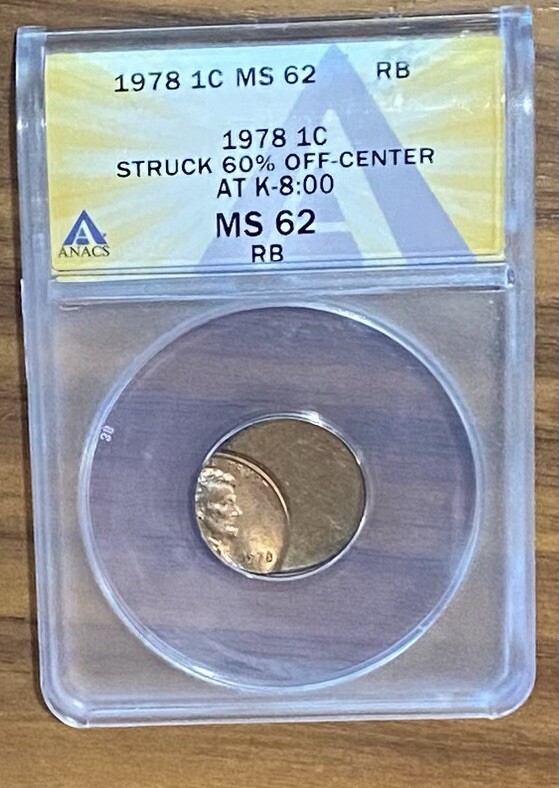 1978 1C MS 62 RB
1978 1C
STRUCK 60% OFF-CENTER
AT K-8:00
MS 62
RB
ANACS
30
1978